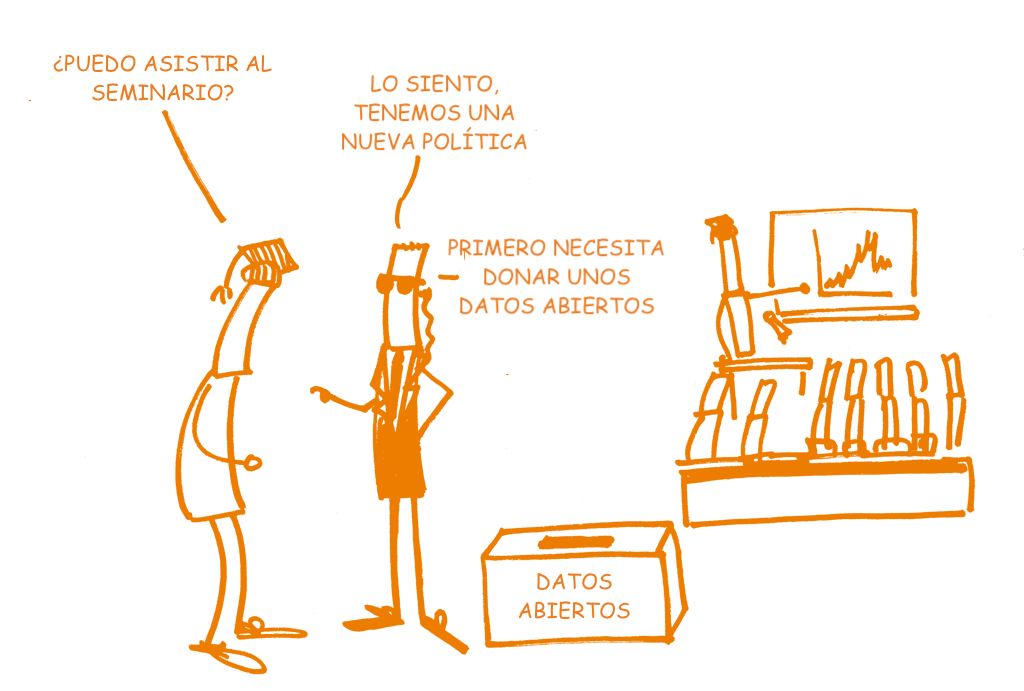 ¿PUEDO ASISTIR AL
SEMINARIO?
LO SIENTO,
TENEMOS UNA
NUEVA POLÍTICA
PRIMERO NECESITA
DONAR UNOS
DATOS ABIERTOS
DATOS
ABIERTOS